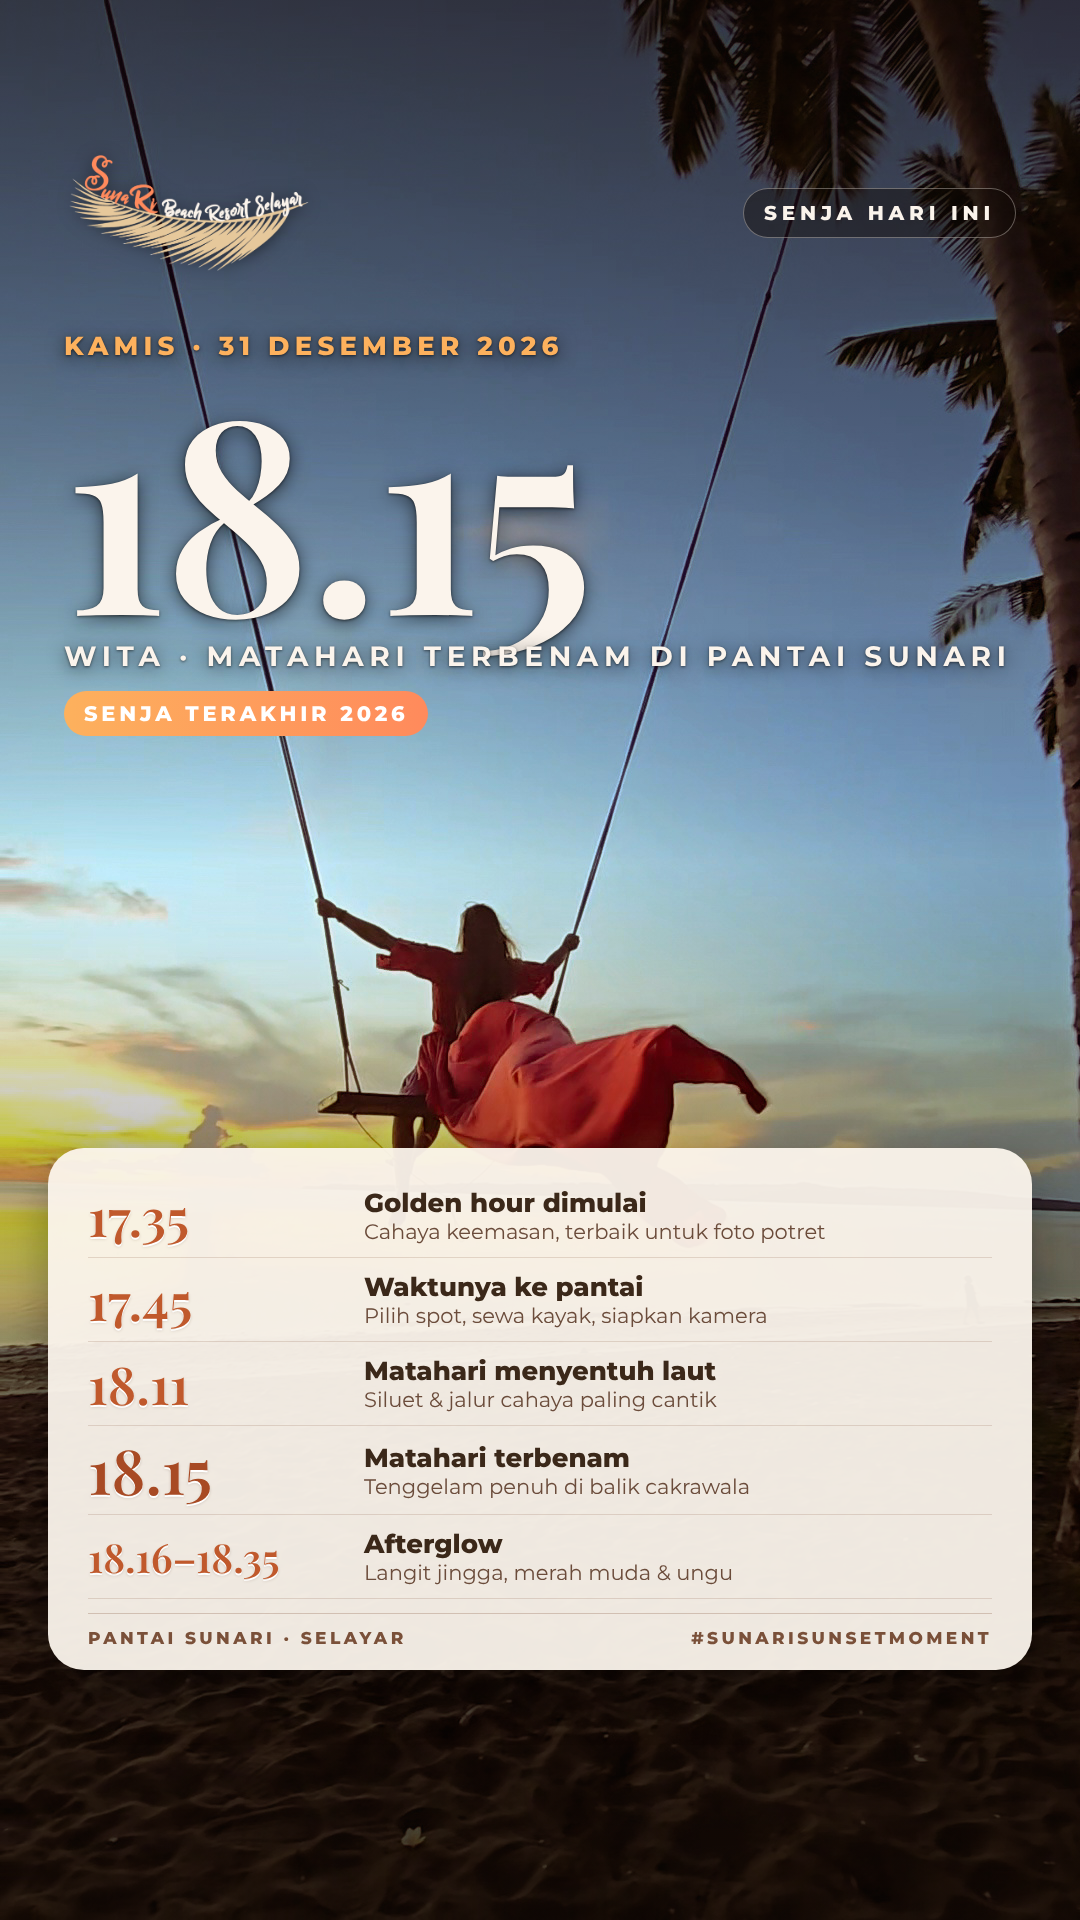 SunaRi Beach Resort Selayar
SENJA HARI INI
KAMIS · 31 DESEMBER 2026
18.15
WITA · MATAHARI TERBENAM DI PANTAI SUNARI
SENJA TERAKHIR 2026
17.35 Golden hour dimulai
Cahaya keemasan, terbaik untuk foto potret
17.45 Waktunya ke pantai
Pilih spot, sewa kayak, siapkan kamera
18.11 Matahari menyentuh laut
Siluet & jalur cahaya paling cantik
18.15 Matahari terbenam
Tenggelam penuh di balik cakrawala
18.16–18.35 Afterglow
Langit jingga, merah muda & ungu
PANTAI SUNARI · SELAYAR
#SUNARISUNSETMOMENT